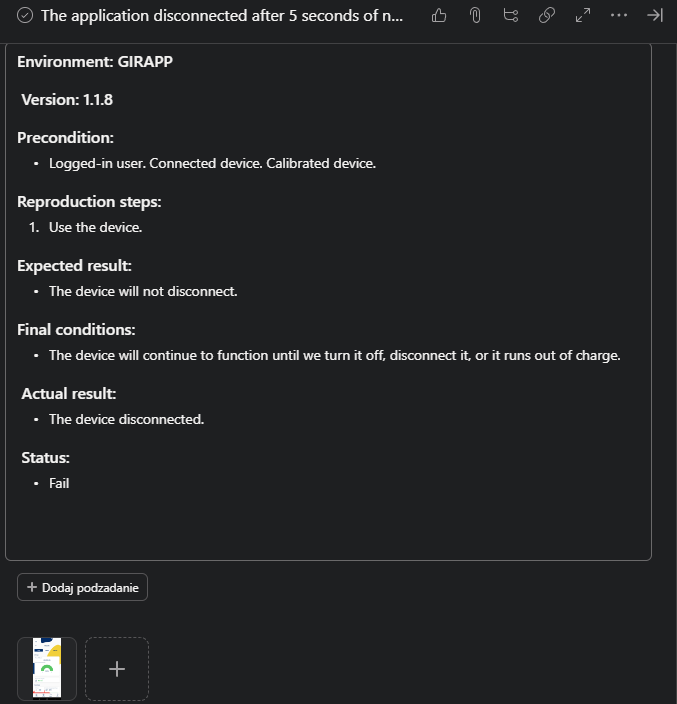 The application disconnected after 5 seconds of n...
Environment: GIRAPP
Version: 1.1.8
Precondition:
• Logged-in user. Connected device. Calibrated device.
Reproduction steps:
1. Use the device.
Expected result:
• The device will not disconnect.
Final conditions:
• The device will continue to function until we turn it off, disconnect it, or it runs out of charge.
Actual result:
• The device disconnected.
Status:
• Fail
+ Dodaj podzadanie